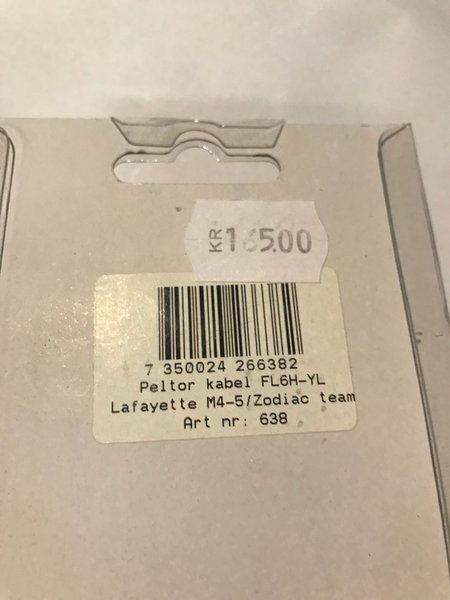 KR 165.00
7 350024 266382
Peltor kabel FL6H-YL
Lafayette M4-5/Zodiac team
Art nr: 638